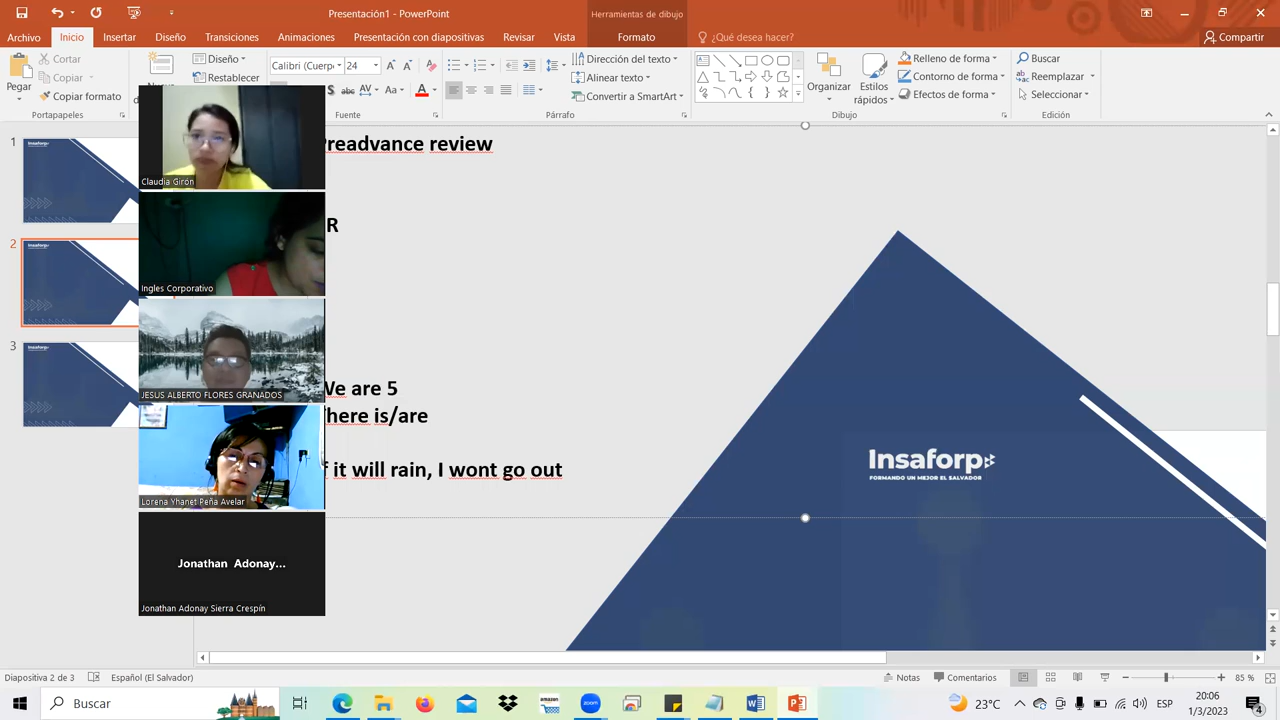 Presentación1 - PowerPoint
Herramientas de dibujo
Archivo Inicio Insertar Diseño Transiciones Animaciones Presentación con diapositivas Revisar Vista Formato ¿Qué desea hacer? Compartir
Pegar
Cortar
Copiar
Copiar formato
Portapapeles
Diseño
Restablecer
Calibri (Cuerp 24
Fuente
Dirección del texto
Alinear texto
Convertir a SmartArt
Párrafo
Organizar
Estilos rápidos
Relleno de forma
Contorno de forma
Efectos de forma
Dibujo
Buscar
Reemplazar
Seleccionar
Edición
1
2
3
Claudia Girón
Ingles Corporativo
JESUS ALBERTO FLORES GRANADOS
Lorena Yhanet Peña Avelar
Jonathan Adonay...
Jonathan Adonay Sierra Crespín
readvance review
R
We are 5
here is/are
it will rain, I wont go out
Insaforp
FORMANDO UN MEJOR EL SALVADOR
Diapositiva 2 de 3 Español (El Salvador) Notas Comentarios 85 %
Buscar 23°C ESP 20:06
1/3/2023
4